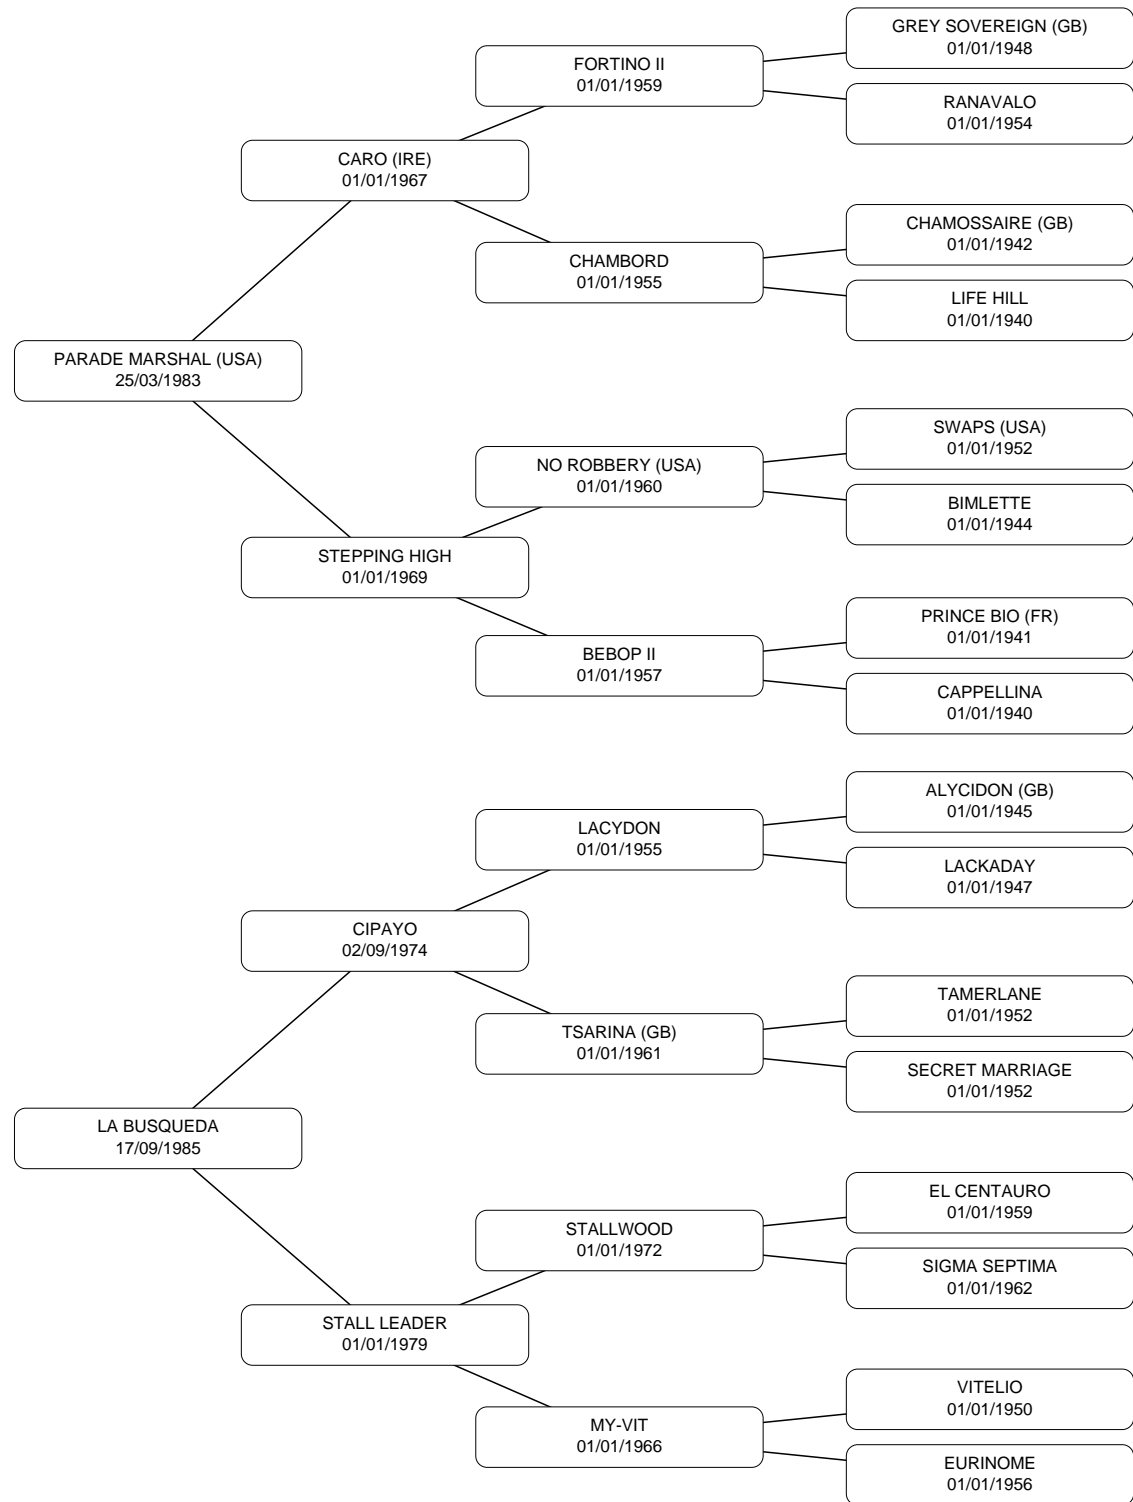 GREY SOVEREIGN (GB)
01/01/1948
FORTINO II
01/01/1959
RANAVALO
01/01/1954
CARO (IRE)
01/01/1967
CHAMOSSAIRE (GB)
01/01/1942
CHAMBORD
01/01/1955
LIFE HILL
01/01/1940
PARADE MARSHAL (USA)
25/03/1983
SWAPS (USA)
01/01/1952
NO ROBBERY (USA)
01/01/1960
BIMLETTE
01/01/1944
STEPPING HIGH
01/01/1969
PRINCE BIO (FR)
01/01/1941
BEBOP II
01/01/1957
CAPPELLINA
01/01/1940
ALYCIDON (GB)
01/01/1945
LACYDON
01/01/1955
LACKADAY
01/01/1947
CIPAYO
02/09/1974
TAMERLANE
01/01/1952
TSARINA (GB)
01/01/1961
SECRET MARRIAGE
01/01/1952
LA BUSQUEDA
17/09/1985
EL CENTAURO
01/01/1959
STALLWOOD
01/01/1972
SIGMA SEPTIMA
01/01/1962
STALL LEADER
01/01/1979
VITELIO
01/01/1950
MY-VIT
01/01/1966
EURINOME
01/01/1956